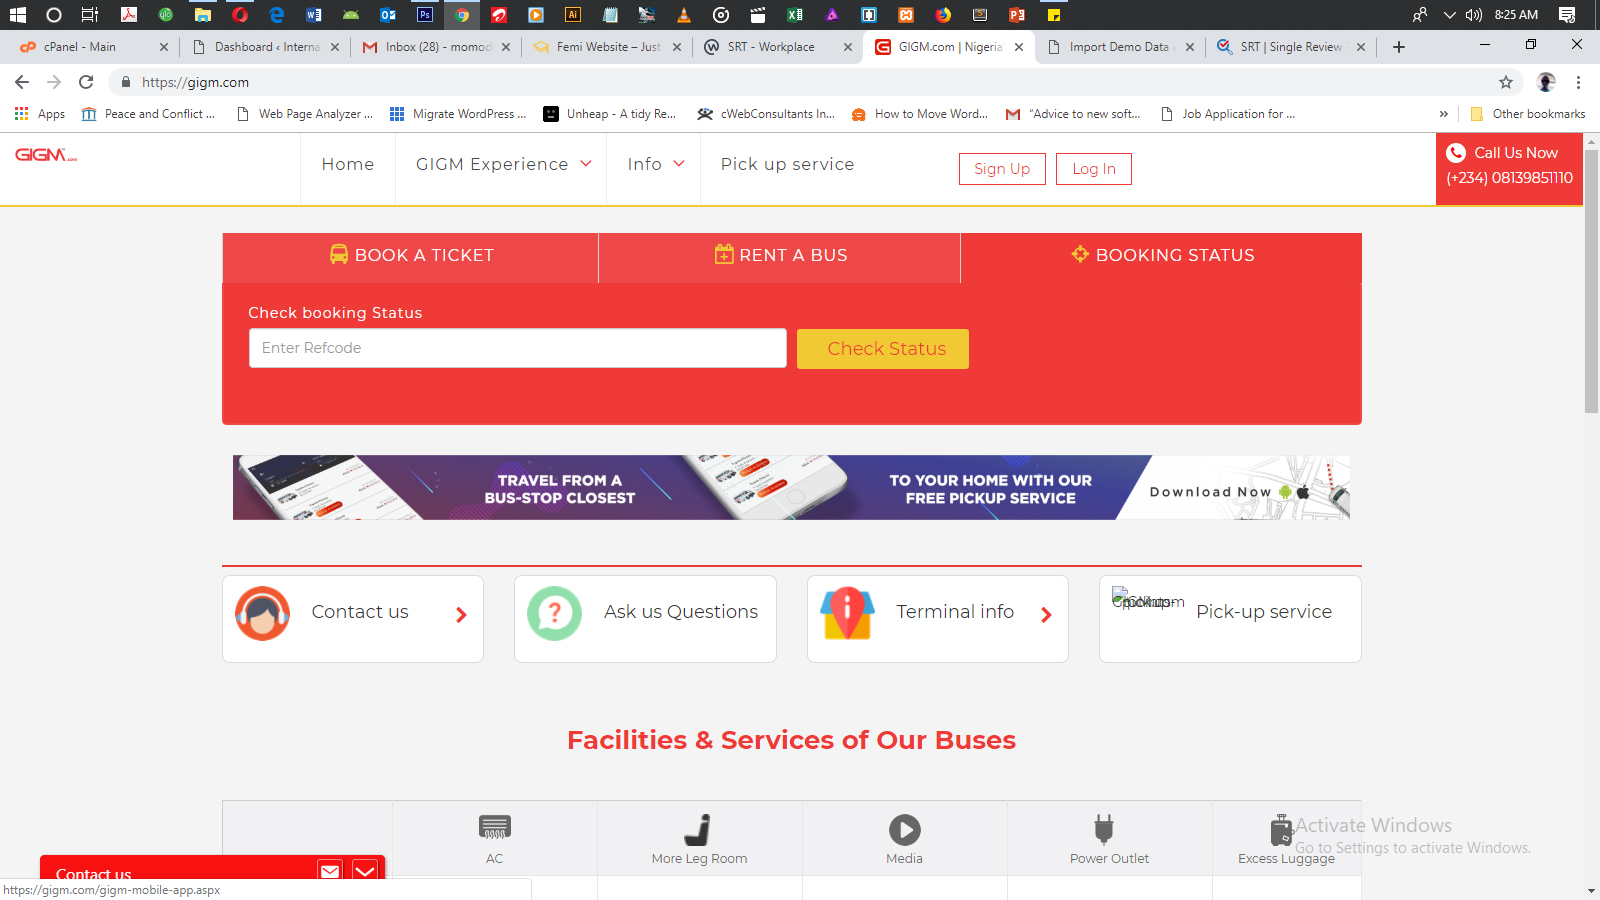 8:25 AM
cPanel - Main
Dashboard ‹ Interna
Inbox (28) - momod
Femi Website – Just
SRT - Workplace
GIGM.com | Nigeria
Import Demo Data
SRT | Single Review
https://gigm.com
Apps
Peace and Conflict ...
Web Page Analyzer ...
Migrate WordPress ...
Unheap - A tidy Re...
cWebConsultants In...
How to Move Word...
"Advice to new soft...
Job Application for ...
Other bookmarks
GIGM.com
Home
GIGM Experience
Info
Pick up service
Sign Up
Log In
Call Us Now
(+234) 08139851110
BOOK A TICKET
RENT A BUS
BOOKING STATUS
Check booking Status
Enter Refcode
Check Status
TRAVEL FROM A
BUS-STOP CLOSEST
TO YOUR HOME WITH OUR
FREE PICKUP SERVICE
Download Now
Contact us
Ask us Questions
Terminal info
Pick-up service
Facilities & Services of Our Buses
AC
More Leg Room
Media
Power Outlet
Excess Luggage
Activate Windows
Go to Settings to activate Windows.
Contact us
https://gigm.com/gigm-mobile-app.aspx